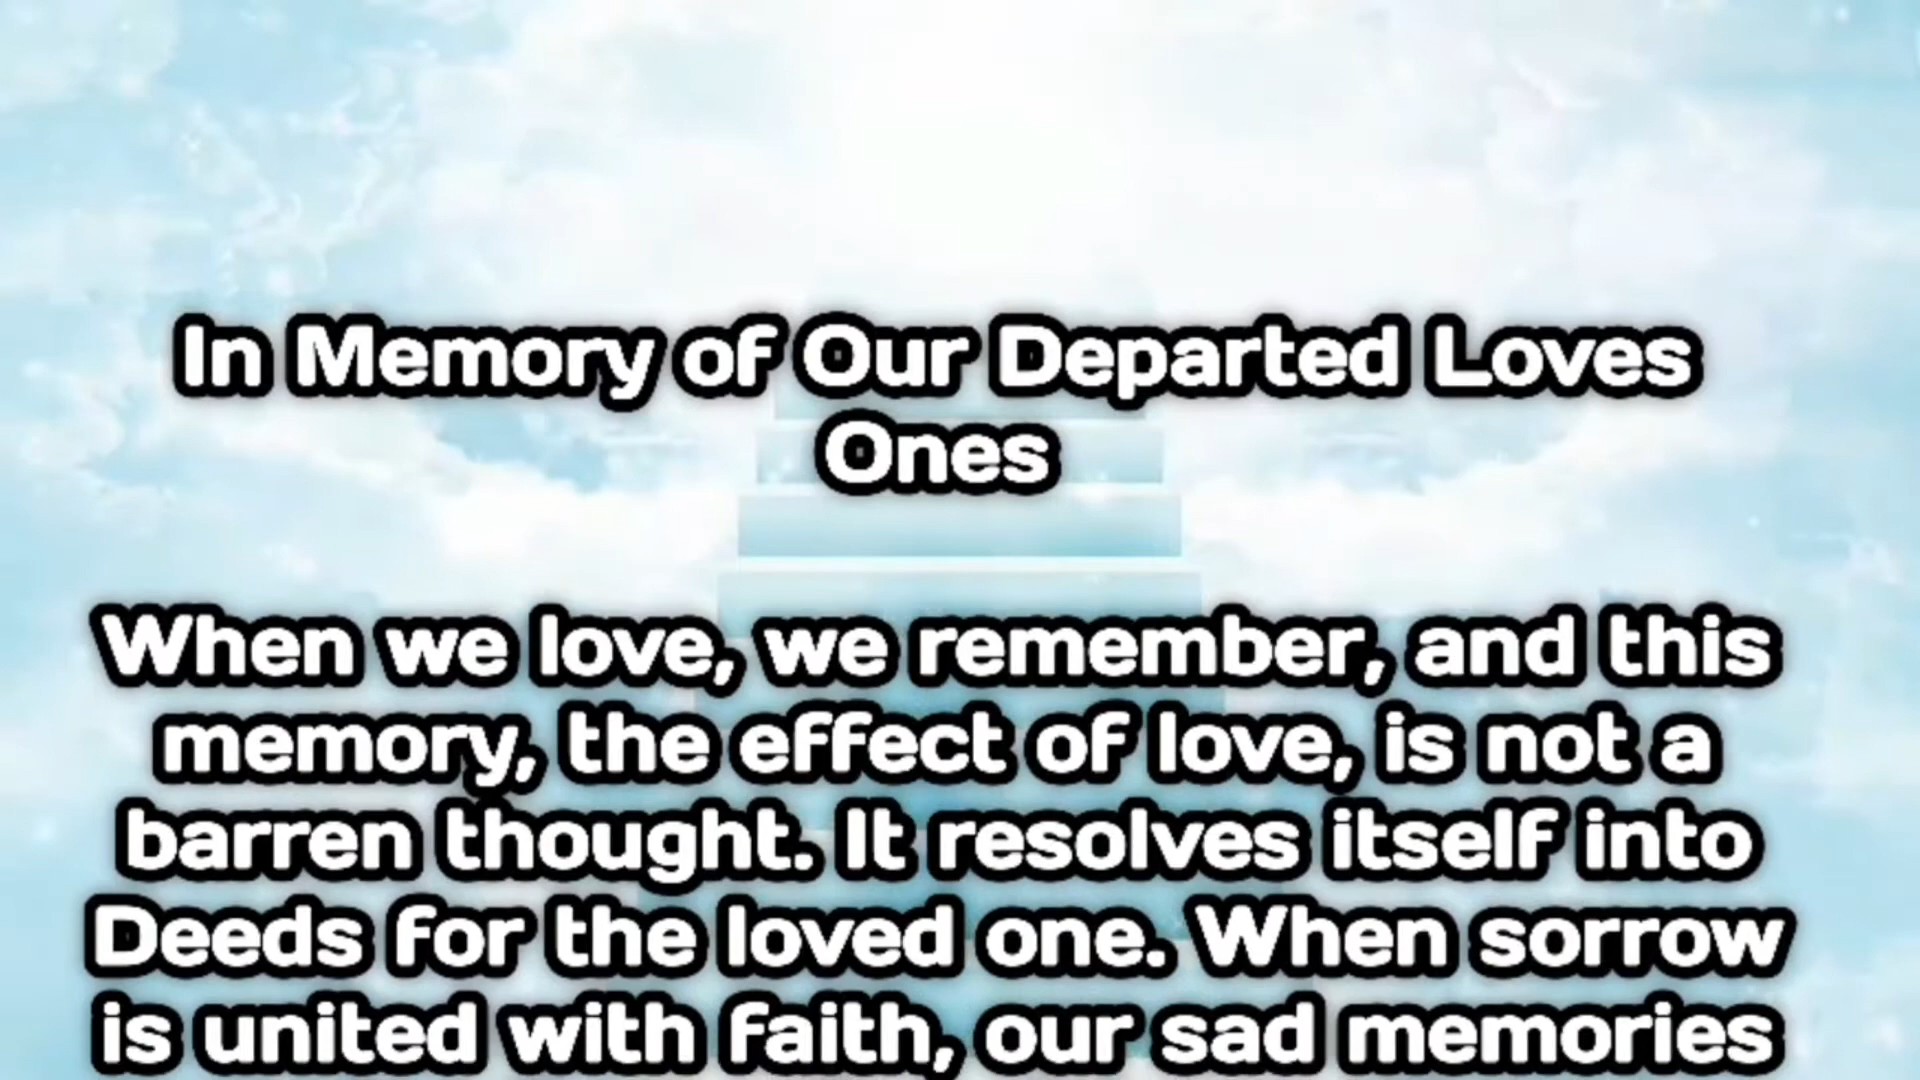 In Memory of Our Departed Loves
Ones
When we love, we remember, and this
memory, the effect of love, is not a
barren thought. It resolves itself into
Deeds for the loved one. When sorrow
is united with faith, our sad memories